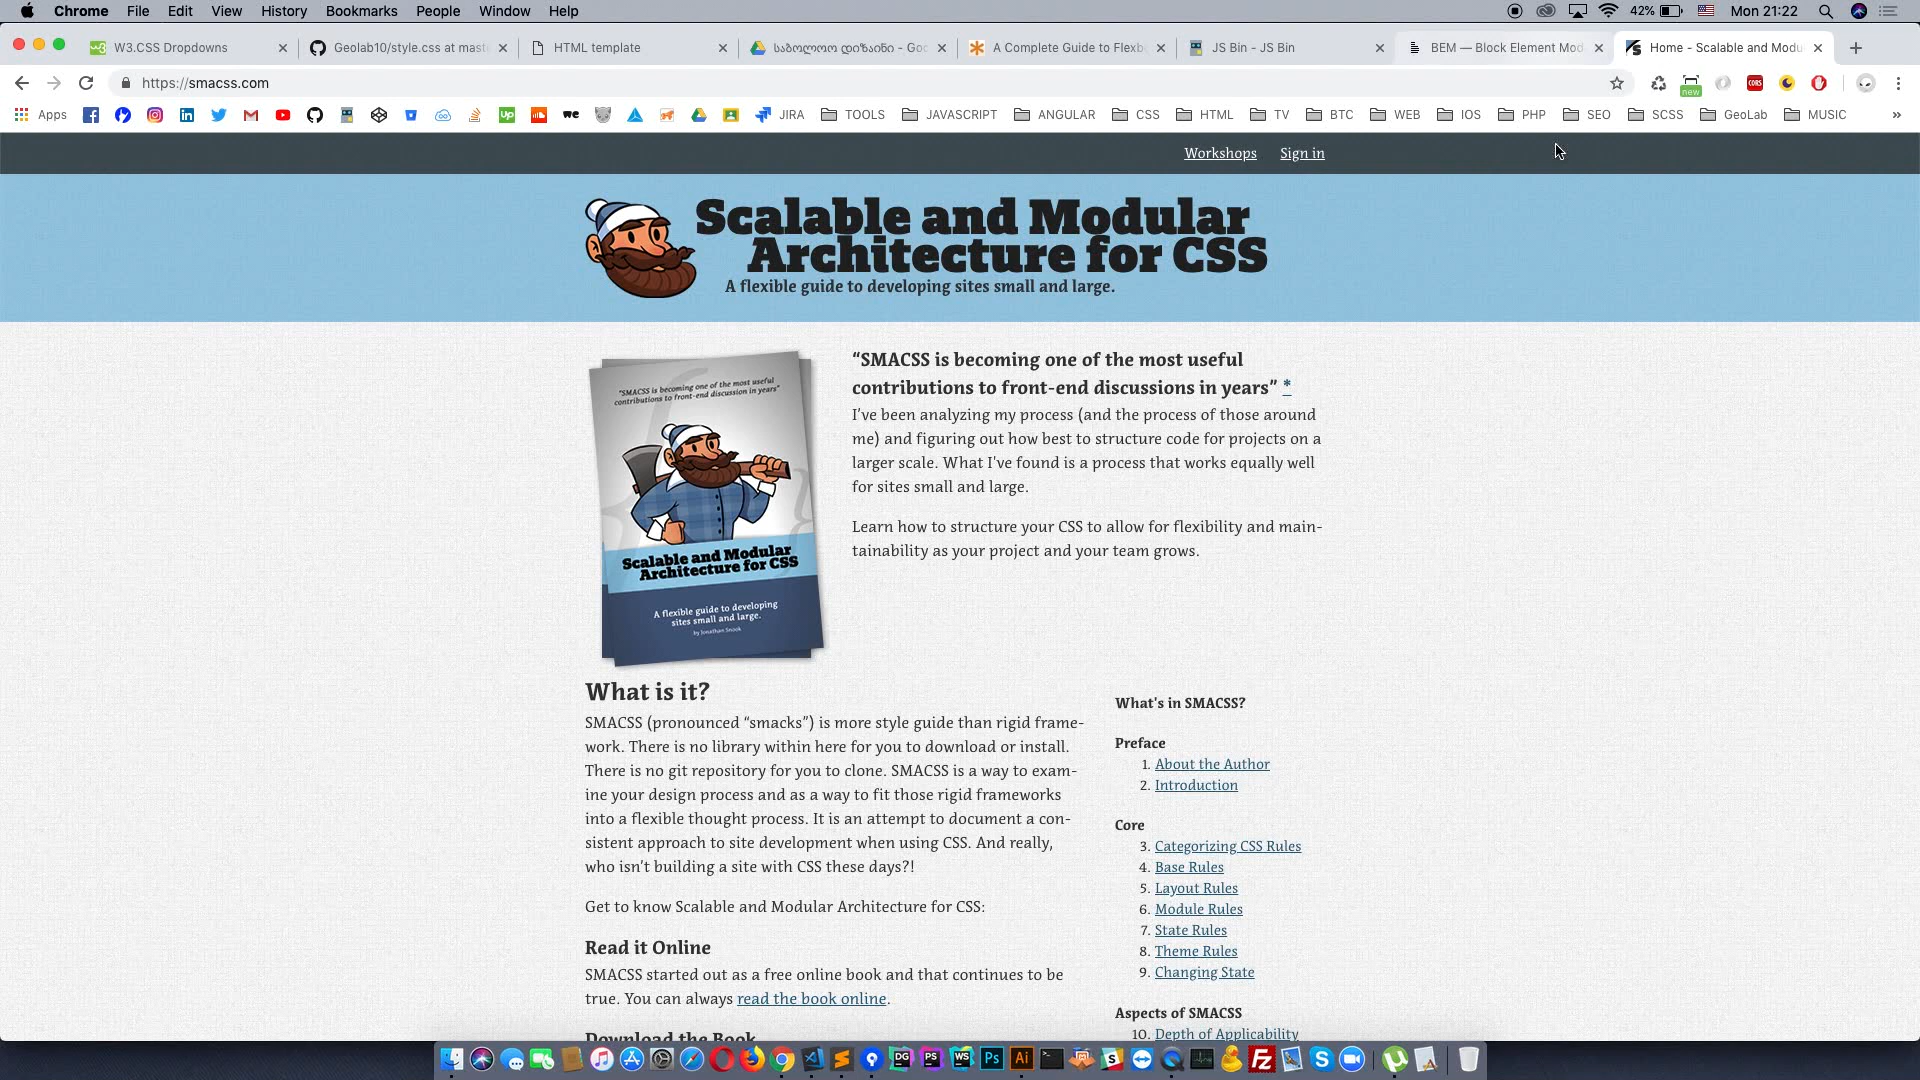 Chrome File Edit View History Bookmarks People Window Help
42% Mon 21:22
W3.CSS Dropdowns
Geolab10/style.css at mast
HTML template
საბოლოო დიზაინი - Goo
A Complete Guide to Flexb
JS Bin - JS Bin
BEM — Block Element Mod
Home - Scalable and Modu
https://smacss.com
new
CORS
Apps JIRA TOOLS JAVASCRIPT ANGULAR CSS HTML TV BTC WEB IOS PHP SEO SCSS GeoLab MUSIC »
Workshops Sign in
Scalable and Modular
Architecture for CSS
A flexible guide to developing sites small and large.
"SMACSS is becoming one of the most useful
contributions to front-end discussion in years"
Scalable and Modular
Architecture for CSS
A flexible guide to developing
sites small and large.
by Jonathan Snook
“SMACSS is becoming one of the most useful
contributions to front-end discussions in years” *
I’ve been analyzing my process (and the process of those around
me) and figuring out how best to structure code for projects on a
larger scale. What I've found is a process that works equally well
for sites small and large.
Learn how to structure your CSS to allow for flexibility and main-
tainability as your project and your team grows.
What is it?
SMACSS (pronounced “smacks”) is more style guide than rigid frame-
work. There is no library within here for you to download or install.
There is no git repository for you to clone. SMACSS is a way to exam-
ine your design process and as a way to fit those rigid frameworks
into a flexible thought process. It is an attempt to document a con-
sistent approach to site development when using CSS. And really,
who isn’t building a site with CSS these days?!
Get to know Scalable and Modular Architecture for CSS:
Read it Online
SMACSS started out as a free online book and that continues to be
true. You can always read the book online.
Download the Book
What's in SMACSS?
Preface
1. About the Author
2. Introduction
Core
3. Categorizing CSS Rules
4. Base Rules
5. Layout Rules
6. Module Rules
7. State Rules
8. Theme Rules
9. Changing State
Aspects of SMACSS
10. Depth of Applicability
DG PS WS Ps Ai